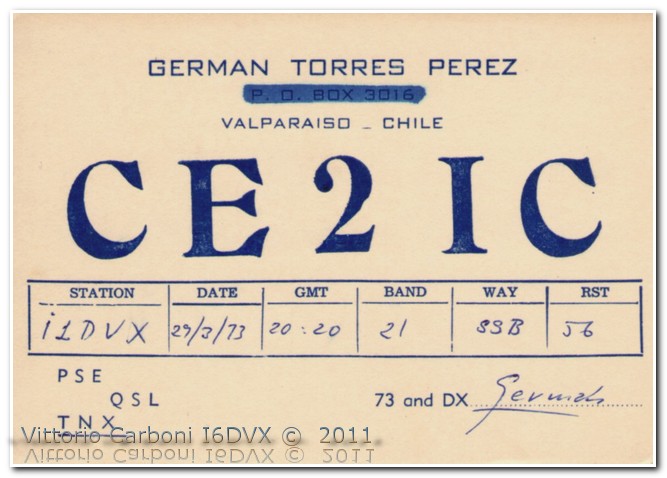 GERMAN TORRES PEREZ
P. O. BOX 3016
VALPARAISO - CHILE
CE2IC
STATION DATE GMT BAND WAY RST
i1DVX 29/3/73 20:20 21 SSB 56
PSE
QSL
TNX
73 and DX Germán
Vittorio Carboni I6DVX © 2011